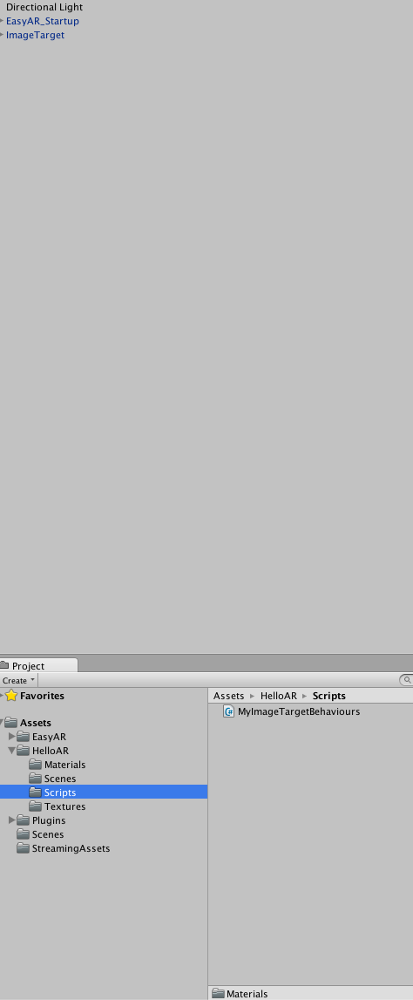 Directional Light
EasyAR_Startup
ImageTarget
Project
Create
Favorites
Assets
EasyAR
HelloAR
Materials
Scenes
Scripts
Textures
Plugins
Scenes
StreamingAssets
Assets ▸ HelloAR ▸ Scripts
MyImageTargetBehaviours
Materials